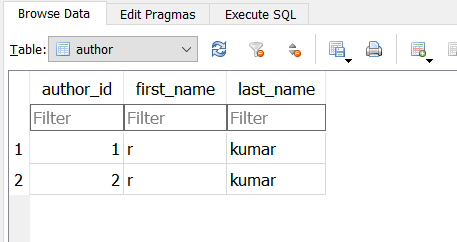 Browse Data Edit Pragmas Execute SQL
Table: author
author_id first_name last_name
Filter Filter Filter
1 1 r kumar
2 2 r kumar